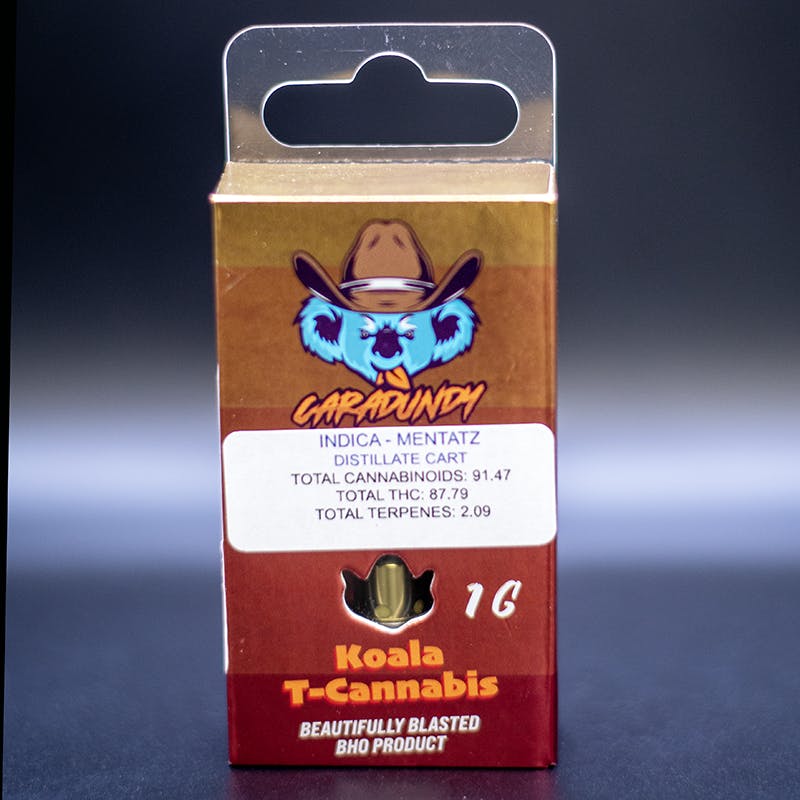 CARADUNDY
INDICA - MENTATZ
DISTILLATE CART
TOTAL CANNABINOIDS: 91.47
TOTAL THC: 87.79
TOTAL TERPENES: 2.09
1 G
Koala
T-Cannabis
BEAUTIFULLY BLASTED
BHO PRODUCT